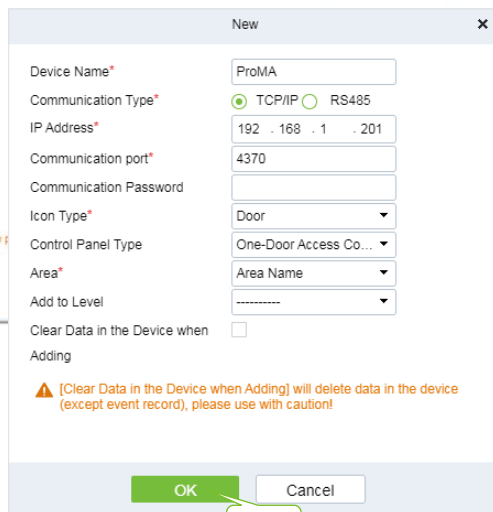 New
Device Name* ProMA
Communication Type* TCP/IP RS485
IP Address* 192 . 168 . 1 . 201
Communication port* 4370
Communication Password
Icon Type* Door
Control Panel Type One-Door Access Co...
Area* Area Name
Add to Level ----------
Clear Data in the Device when
Adding
[Clear Data in the Device when Adding] will delete data in the device
(except event record), please use with caution!
OK Cancel